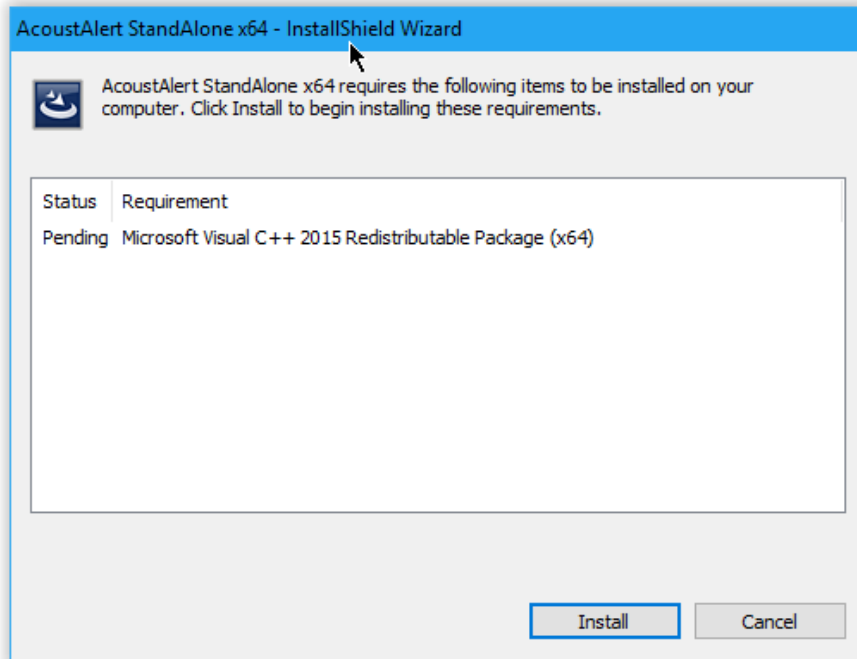 AcoustAlert StandAlone x64 - InstallShield Wizard
AcoustAlert StandAlone x64 requires the following items to be installed on your
computer. Click Install to begin installing these requirements.
Status Requirement
Pending Microsoft Visual C++ 2015 Redistributable Package (x64)
Install Cancel